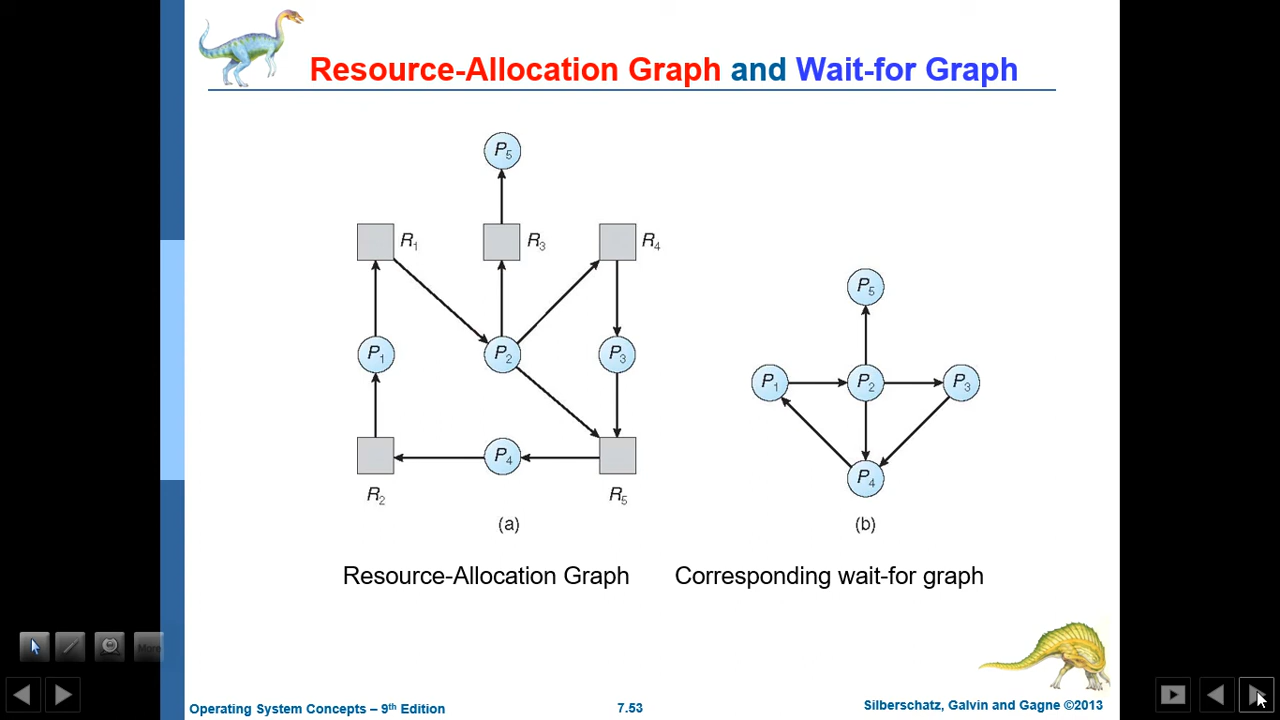 Resource-Allocation Graph and Wait-for Graph
P5
R1
R3
R4
P1
P2
P3
P4
R2
R5
(a)
P5
P1
P2
P3
P4
(b)
Resource-Allocation Graph
Corresponding wait-for graph
More
Operating System Concepts – 9th Edition
7.53
Silberschatz, Galvin and Gagne ©2013